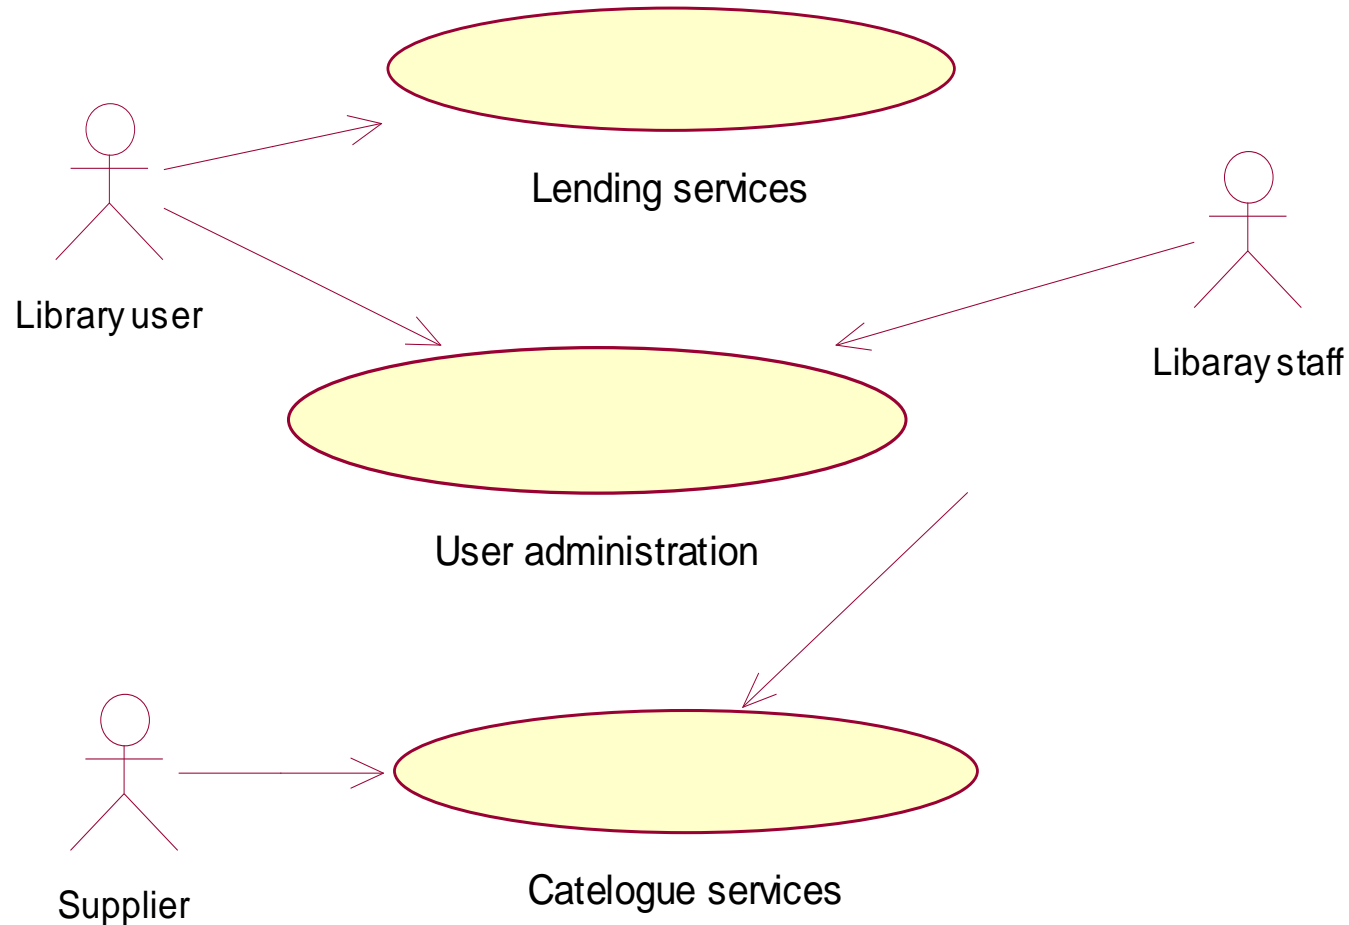 Lending services
Library user
Libaray staff
User administration
Catelogue services
Supplier